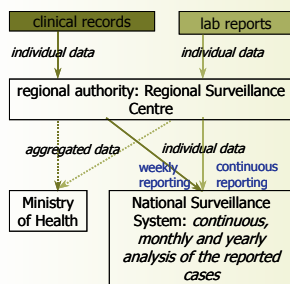 clinical records
lab reports
individual data
individual data
regional authority: Regional Surveillance
Centre
aggregated data
individual data
weekly
reporting
continuous
reporting
Ministry
of Health
National Surveillance
System: continuous,
monthly and yearly
analysis of the reported
cases